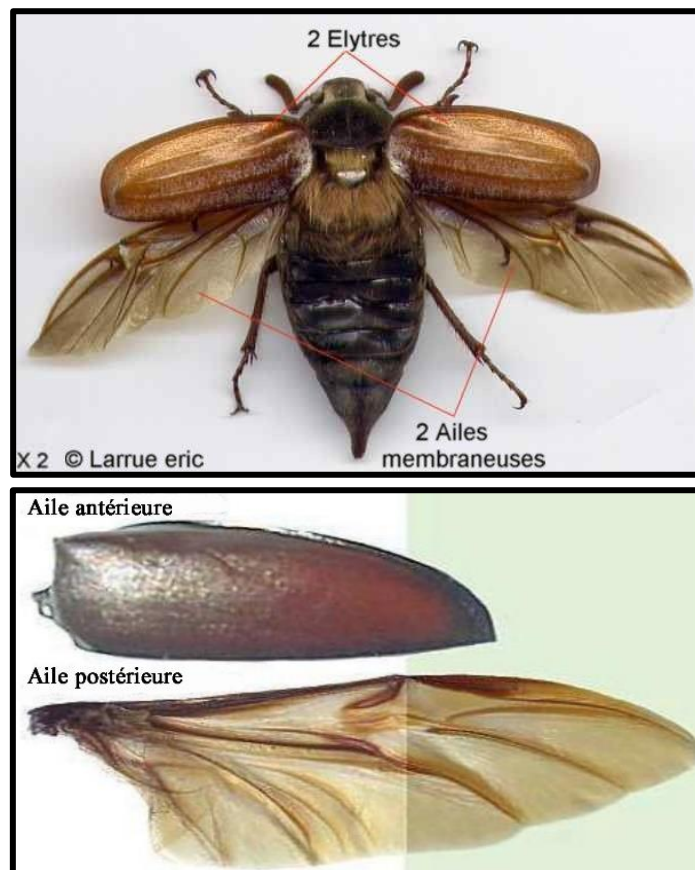 2 Elytres
2 Ailes
membraneuses
X 2 © Larrue eric
Aile antérieure
Aile postérieure